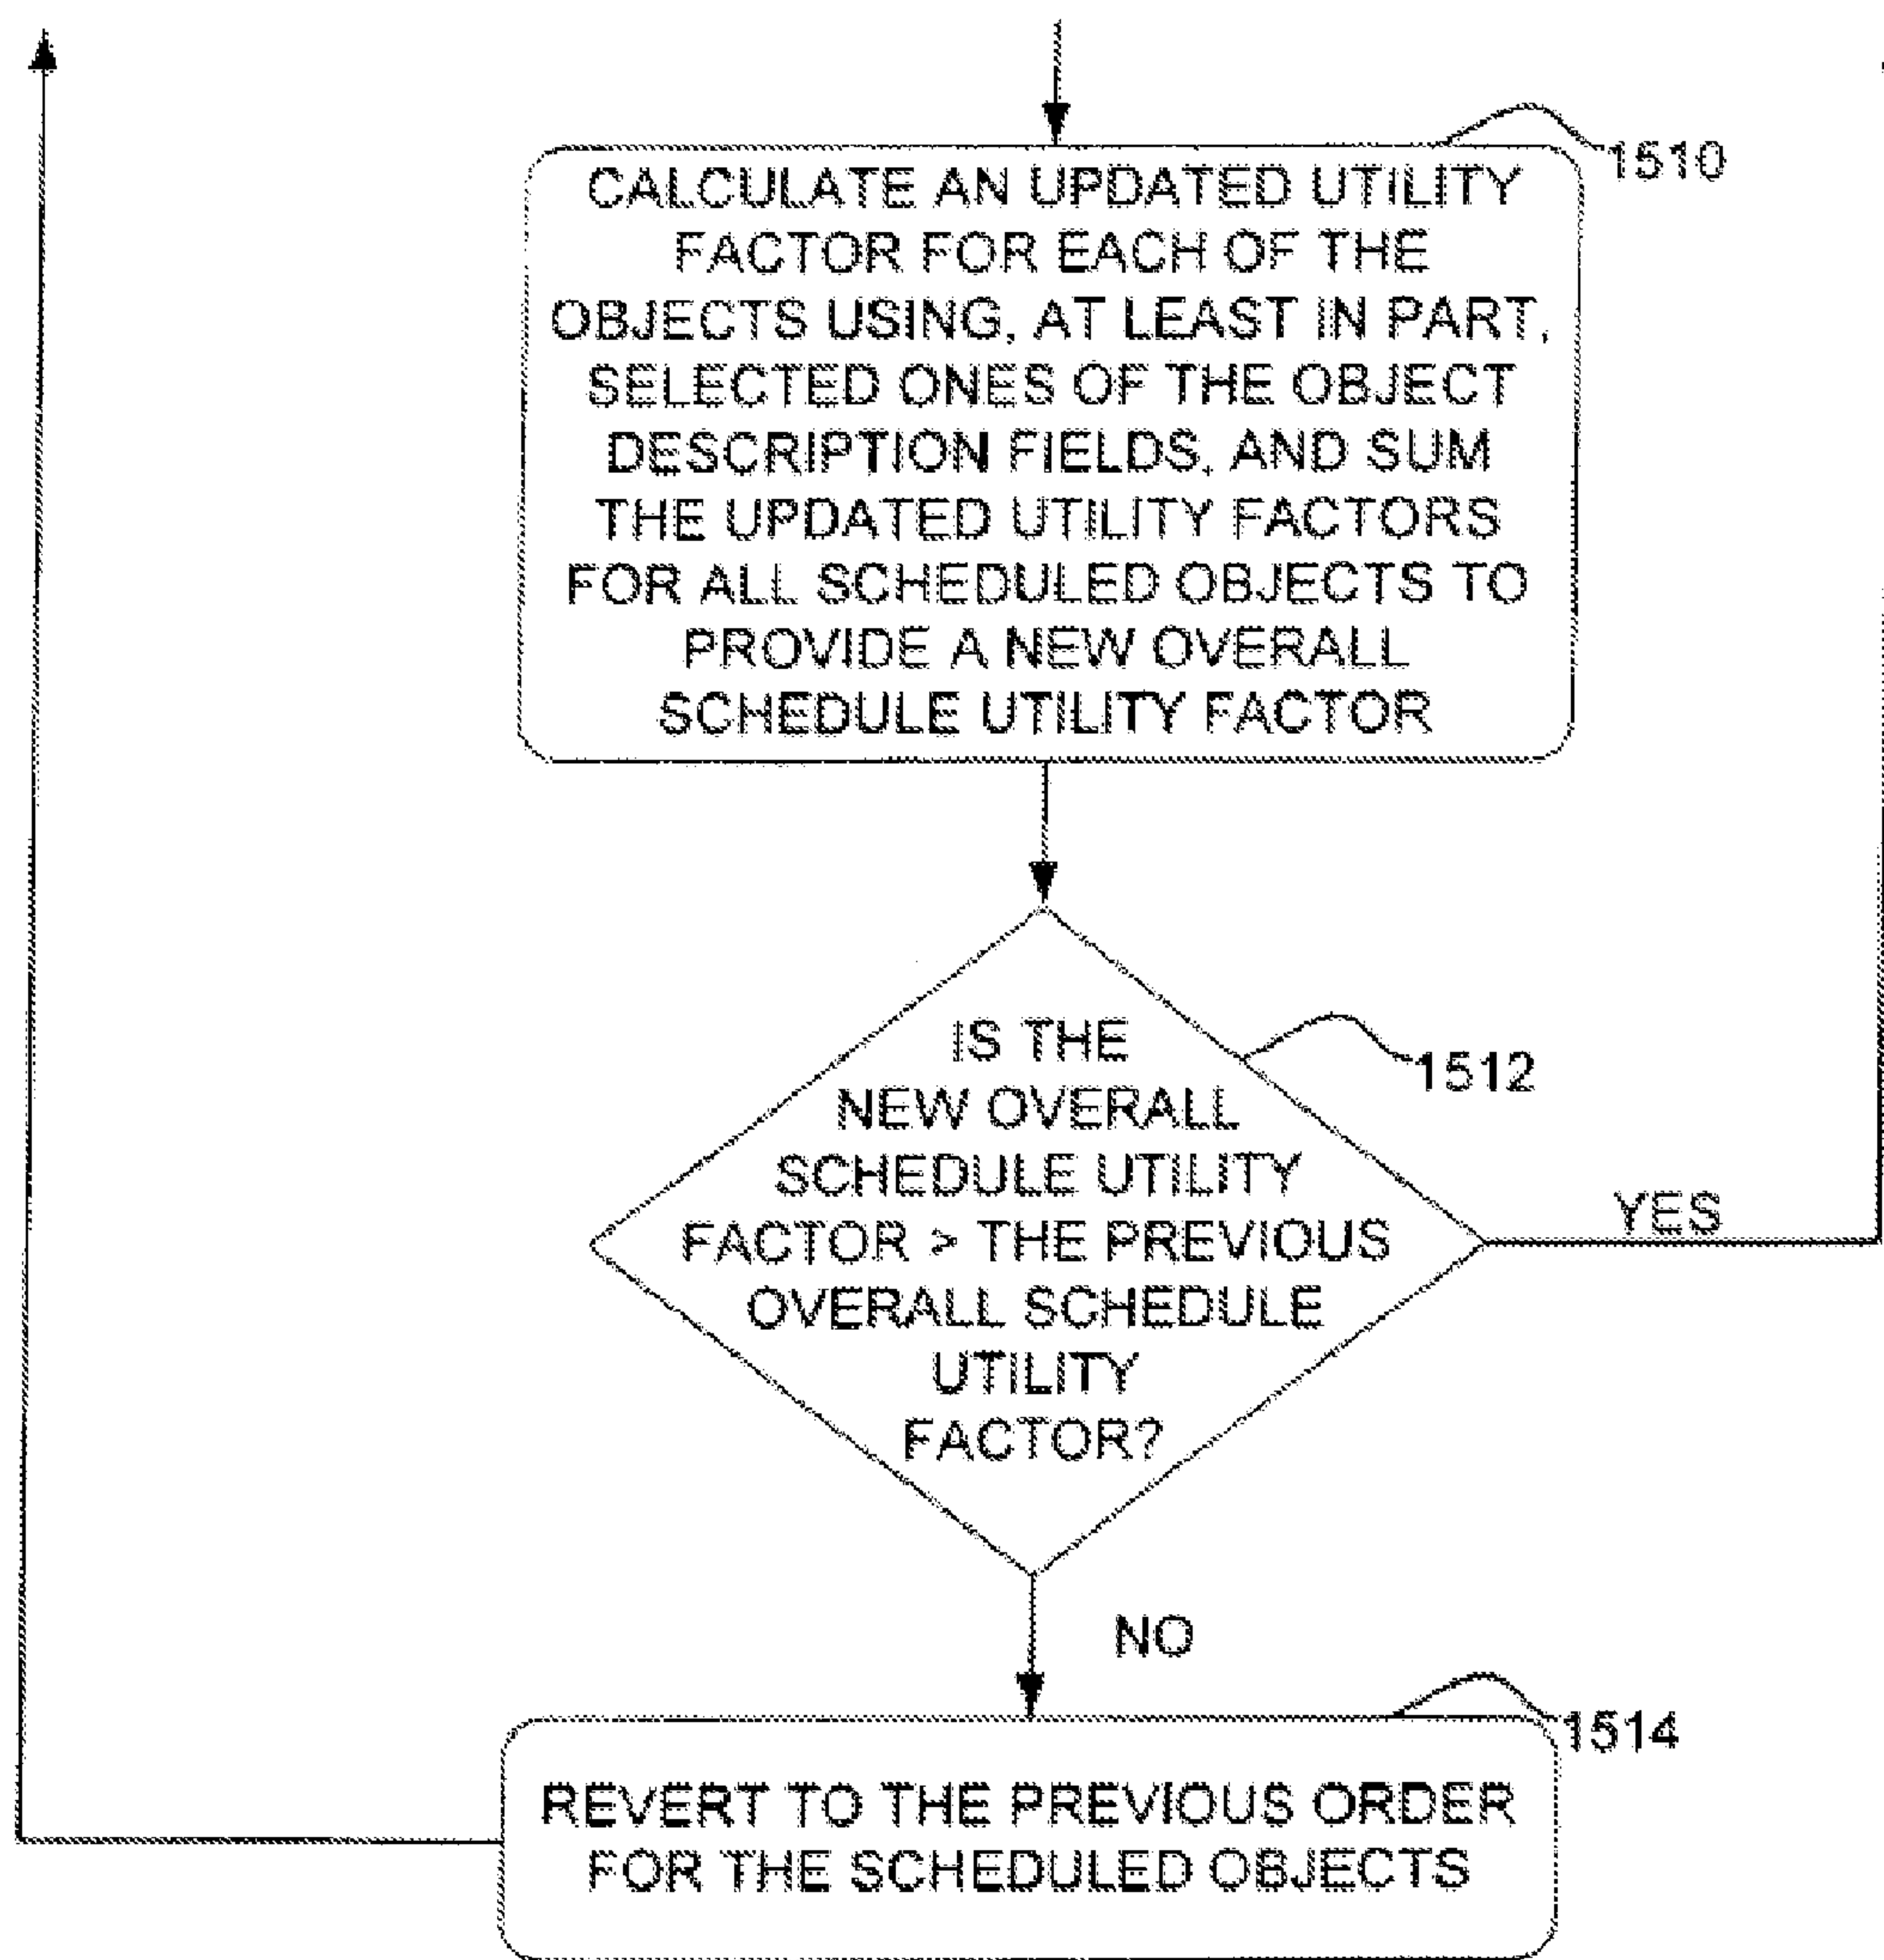 1510
CALCULATE AN UPDATED UTILITY
FACTOR FOR EACH OF THE
OBJECTS USING, AT LEAST IN PART,
SELECTED ONES OF THE OBJECT
DESCRIPTION FIELDS, AND SUM
THE UPDATED UTILITY FACTORS
FOR ALL SCHEDULED OBJECTS TO
PROVIDE A NEW OVERALL
SCHEDULE UTILITY FACTOR
IS THE
NEW OVERALL
SCHEDULE UTILITY
FACTOR > THE PREVIOUS
OVERALL SCHEDULE
UTILITY
FACTOR?
1512
YES
NO
1514
REVERT TO THE PREVIOUS ORDER
FOR THE SCHEDULED OBJECTS